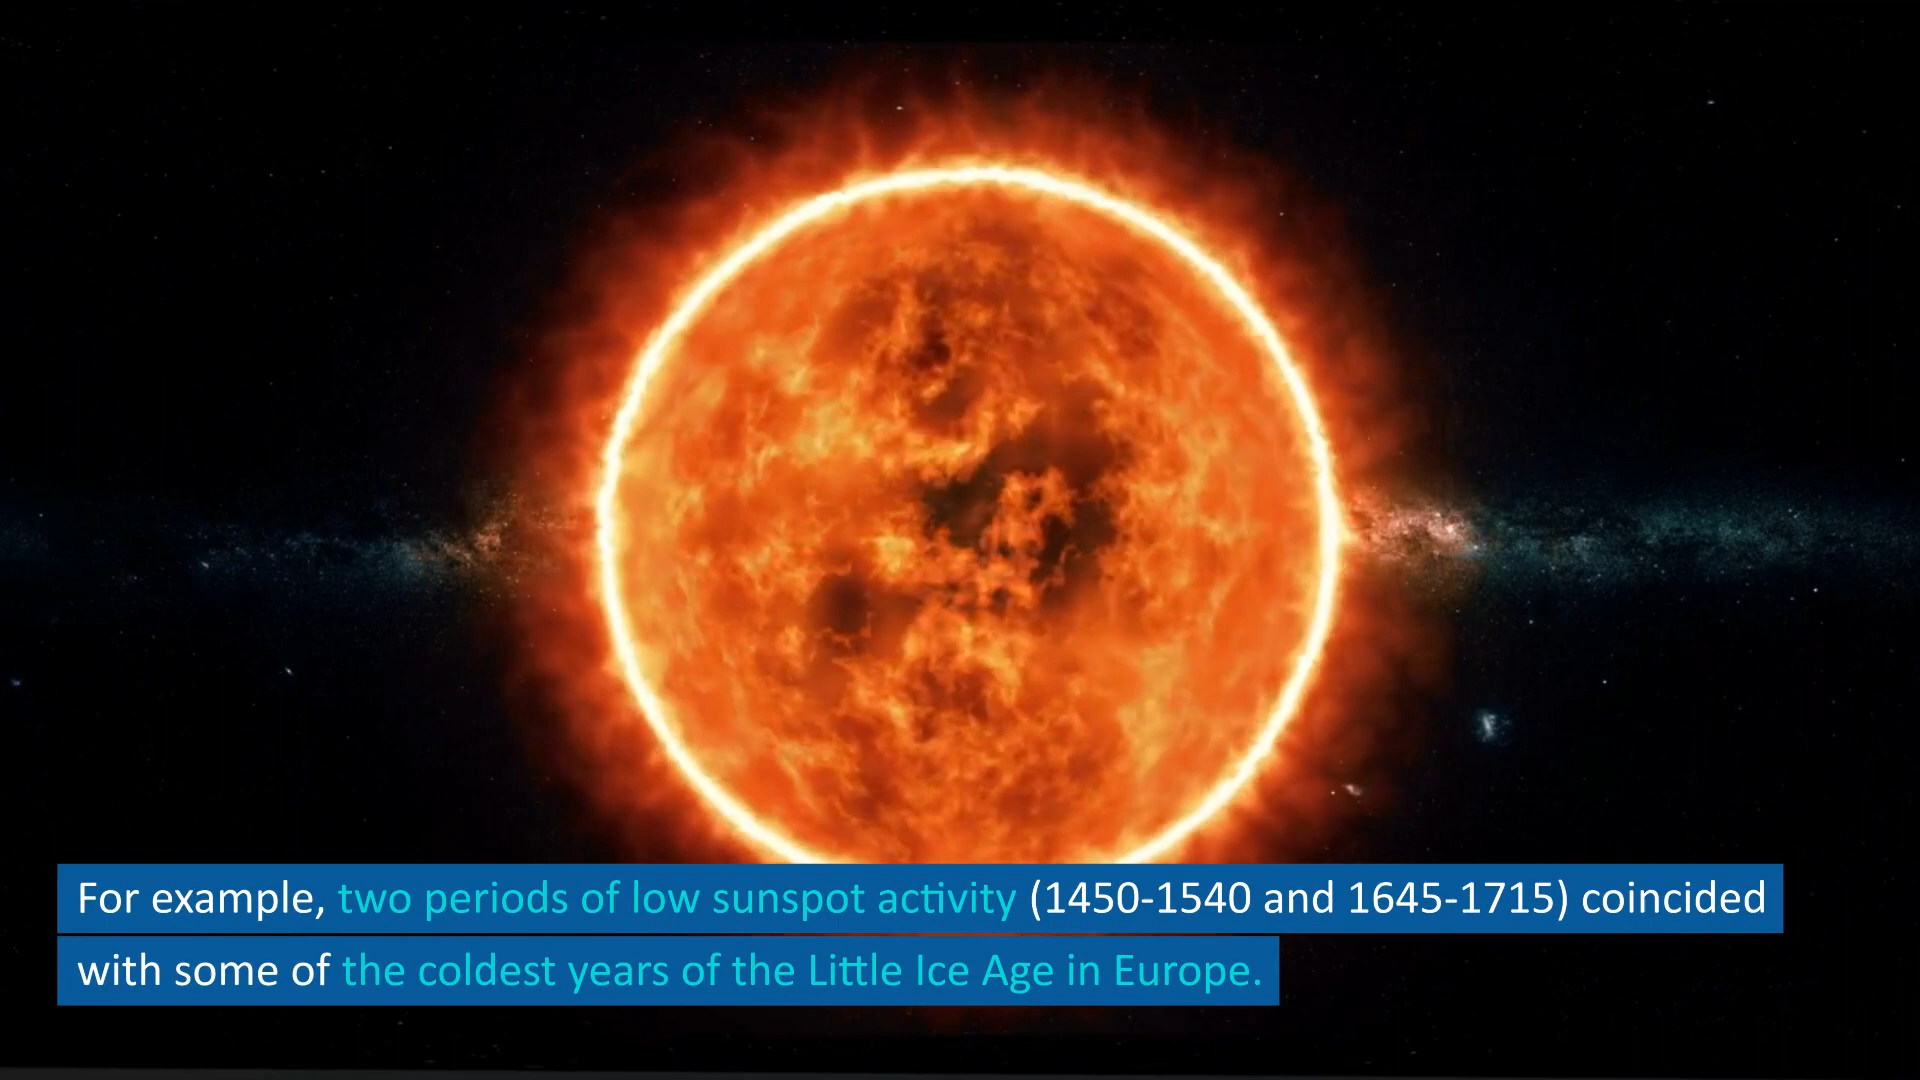 For example, two periods of low sunspot activity (1450-1540 and 1645-1715) coincided
with some of the coldest years of the Little Ice Age in Europe.